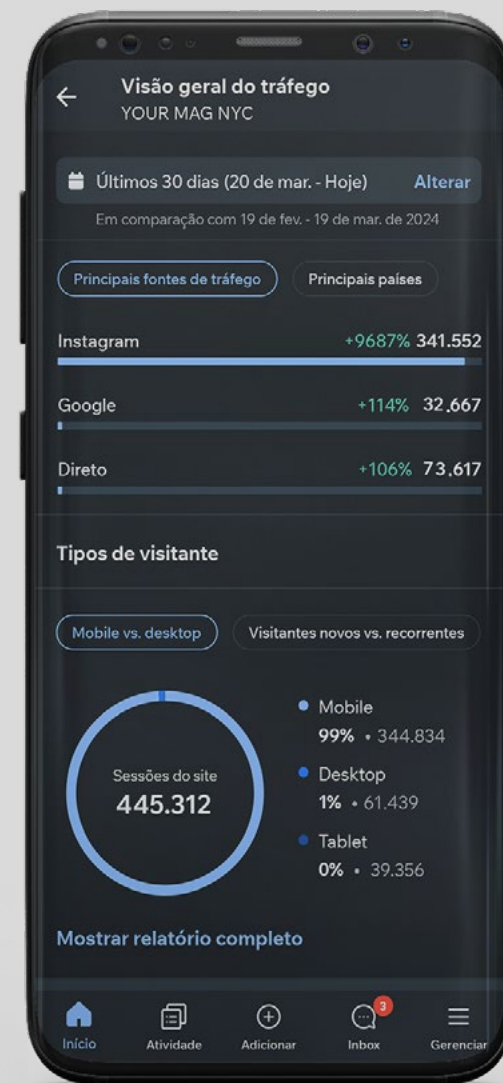 Visão geral do tráfego
YOUR MAG NYC
Últimos 30 dias (20 de mar. - Hoje) Alterar
Em comparação com 19 de fev. - 19 de mar. de 2024
Principais fontes de tráfego Principais países
Instagram +9687% 341.552
Google +114% 32.667
Direto +106% 73.617
Tipos de visitante
Mobile vs. desktop Visitantes novos vs. recorrentes
Sessões do site
445.312
Mobile
99% • 344.834
Desktop
1% • 61.439
Tablet
0% • 39.356
Mostrar relatório completo
3
Início Atividade Adicionar Inbox Gerenciar